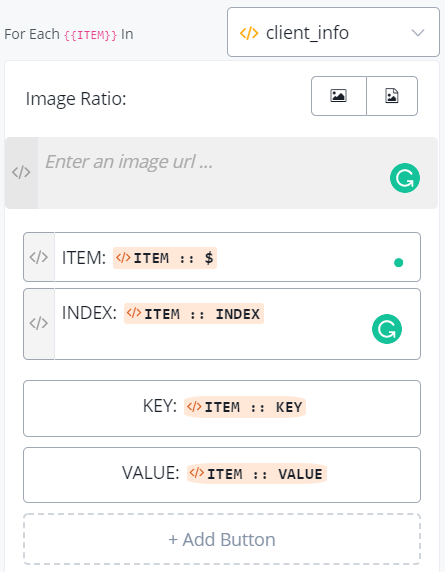 For Each {{ITEM}} In </> client_info
Image Ratio:
</> Enter an image url ...
</> ITEM: </> ITEM :: $
</> INDEX: </> ITEM :: INDEX
KEY: </> ITEM :: KEY
VALUE: </> ITEM :: VALUE
+ Add Button